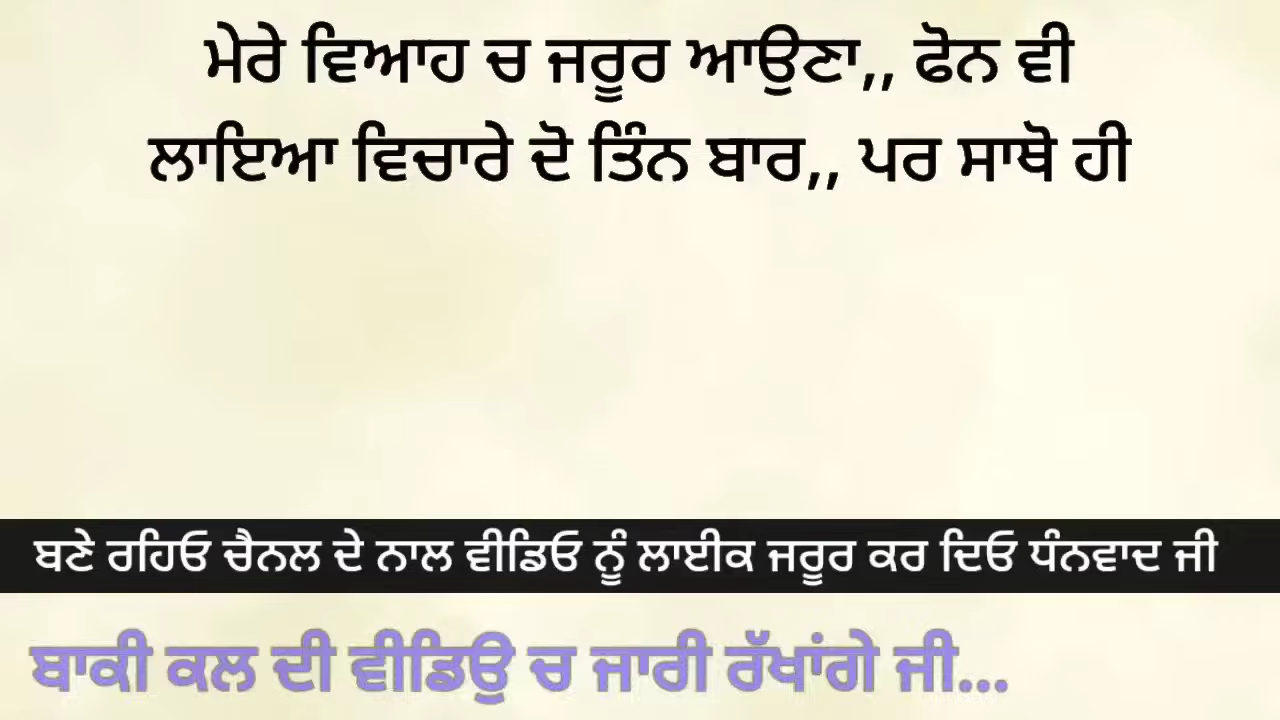 ਮੇਰੇ ਵਿਆਹ ਚ ਜਰੂਰ ਆਉਣਾ,, ਫੋਨ ਵੀ
ਲਾਇਆ ਵਿਚਾਰੇ ਦੋ ਤਿੰਨ ਬਾਰ,, ਪਰ ਸਾਥੋ ਹੀ
ਬਣੇ ਰਹਿਓ ਚੈਨਲ ਦੇ ਨਾਲ ਵੀਡਿਓ ਨੂੰ ਲਾਈਕ ਜਰੂਰ ਕਰ ਦਿਓ ਧੰਨਵਾਦ ਜੀ
ਬਾਕੀ ਕਲ ਦੀ ਵੀਡਿਉ ਚ ਜਾਰੀ ਰੱਖਾਂਗੇ ਜੀ...